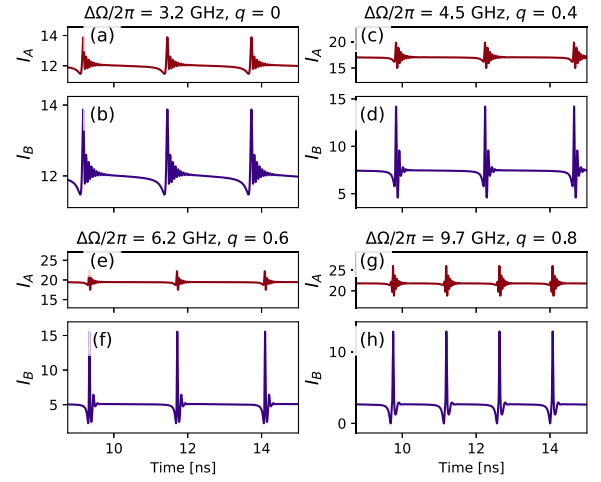 ΔΩ/2π = 3.2 GHz, q = 0
ΔΩ/2π = 4.5 GHz, q = 0.4
14
12
I_A
(a)
20
15
I_A
(c)
14
12
I_B
(b)
15
10
5
I_B
(d)
ΔΩ/2π = 6.2 GHz, q = 0.6
ΔΩ/2π = 9.7 GHz, q = 0.8
25
20
15
I_A
(e)
25
20
I_A
(g)
15
10
5
I_B
(f)
10
0
I_B
(h)
10 12 14
10 12 14
Time [ns]
Time [ns]